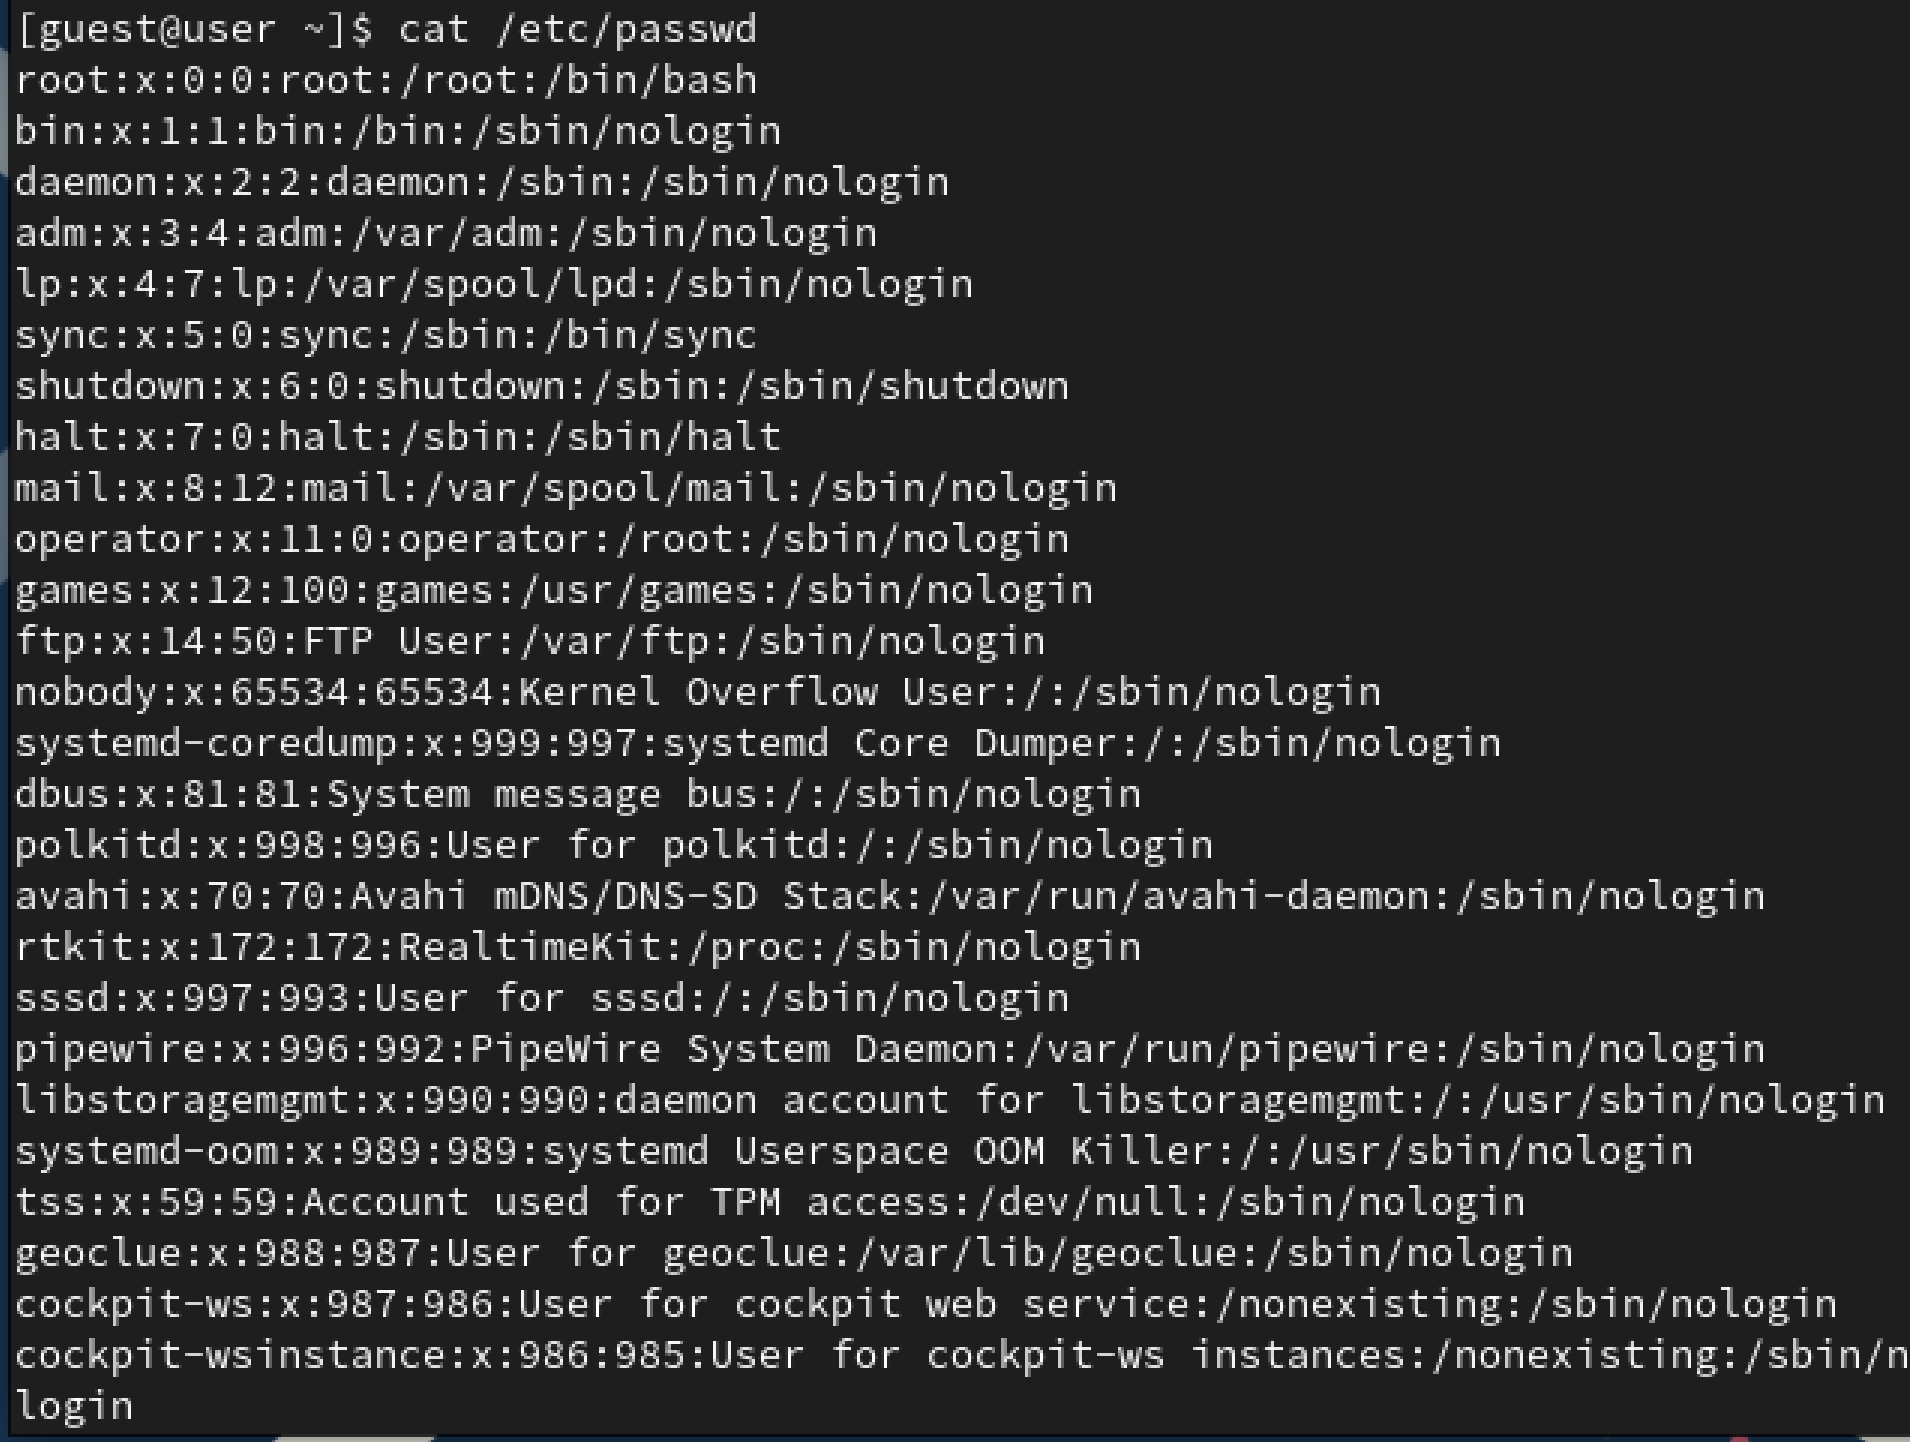 [guest@user ~]$ cat /etc/passwd
root:x:0:0:root:/root:/bin/bash
bin:x:1:1:bin:/bin:/sbin/nologin
daemon:x:2:2:daemon:/sbin:/sbin/nologin
adm:x:3:4:adm:/var/adm:/sbin/nologin
lp:x:4:7:lp:/var/spool/lpd:/sbin/nologin
sync:x:5:0:sync:/sbin:/bin/sync
shutdown:x:6:0:shutdown:/sbin:/sbin/shutdown
halt:x:7:0:halt:/sbin:/sbin/halt
mail:x:8:12:mail:/var/spool/mail:/sbin/nologin
operator:x:11:0:operator:/root:/sbin/nologin
games:x:12:100:games:/usr/games:/sbin/nologin
ftp:x:14:50:FTP User:/var/ftp:/sbin/nologin
nobody:x:65534:65534:Kernel Overflow User:/:/sbin/nologin
systemd-coredump:x:999:997:systemd Core Dumper:/:/sbin/nologin
dbus:x:81:81:System message bus:/:/sbin/nologin
polkitd:x:998:996:User for polkitd:/:/sbin/nologin
avahi:x:70:70:Avahi mDNS/DNS-SD Stack:/var/run/avahi-daemon:/sbin/nologin
rtkit:x:172:172:RealtimeKit:/proc:/sbin/nologin
sssd:x:997:993:User for sssd:/:/sbin/nologin
pipewire:x:996:992:PipeWire System Daemon:/var/run/pipewire:/sbin/nologin
libstoragemgmt:x:990:990:daemon account for libstoragemgmt:/:/usr/sbin/nologin
systemd-oom:x:989:989:systemd Userspace OOM Killer:/:/usr/sbin/nologin
tss:x:59:59:Account used for TPM access:/dev/null:/sbin/nologin
geoclue:x:988:987:User for geoclue:/var/lib/geoclue:/sbin/nologin
cockpit-ws:x:987:986:User for cockpit web service:/nonexisting:/sbin/nologin
cockpit-wsinstance:x:986:985:User for cockpit-ws instances:/nonexisting:/sbin/n
login